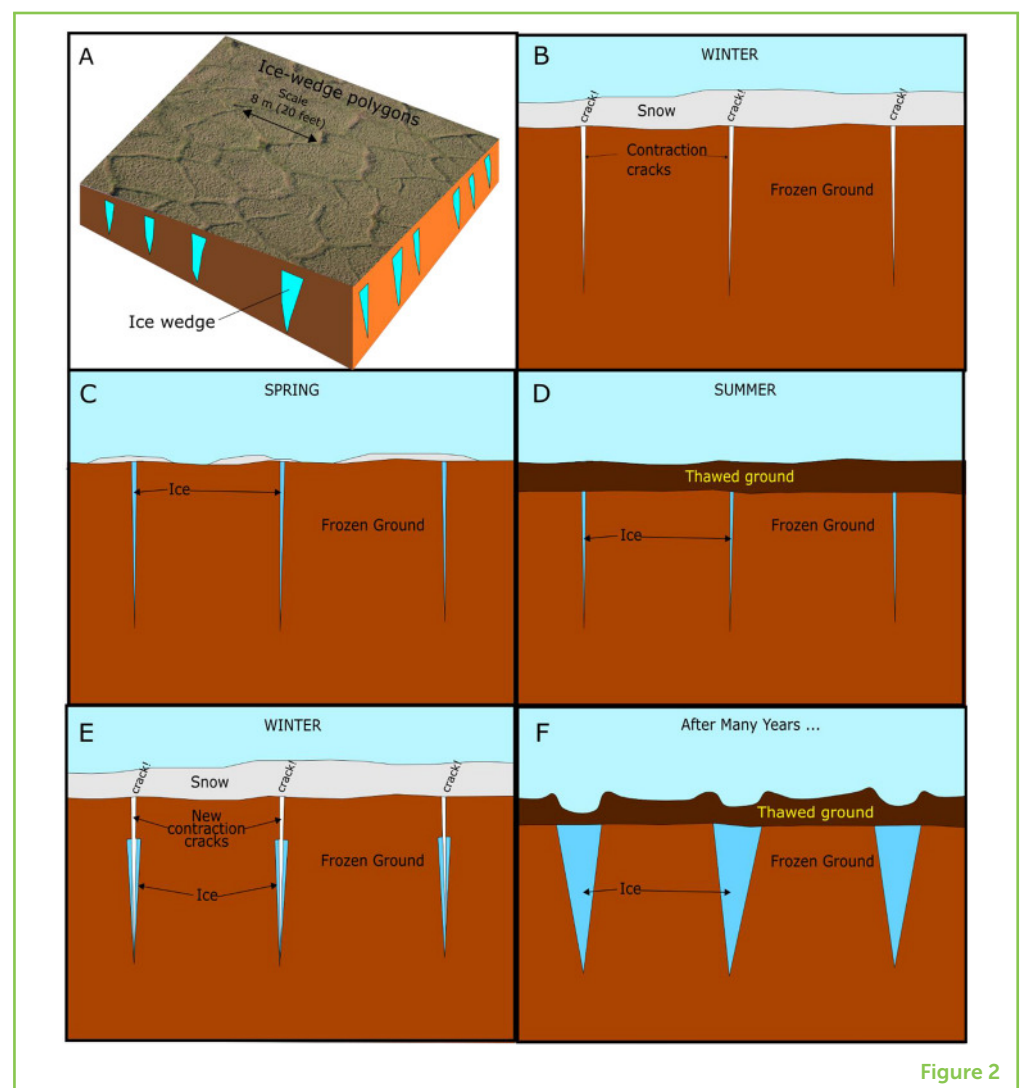 A
Ice-wedge polygons
Scale
8 m (20 feet)
Ice wedge
B
WINTER
crack!
crack!
crack!
Snow
Contraction
cracks
Frozen Ground
C
SPRING
Ice
Frozen Ground
D
SUMMER
Thawed ground
Frozen Ground
Ice
E
WINTER
crack!
crack!
crack!
Snow
New
contraction
cracks
Frozen Ground
Ice
F
After Many Years ...
Thawed ground
Frozen Ground
Ice
Figure 2